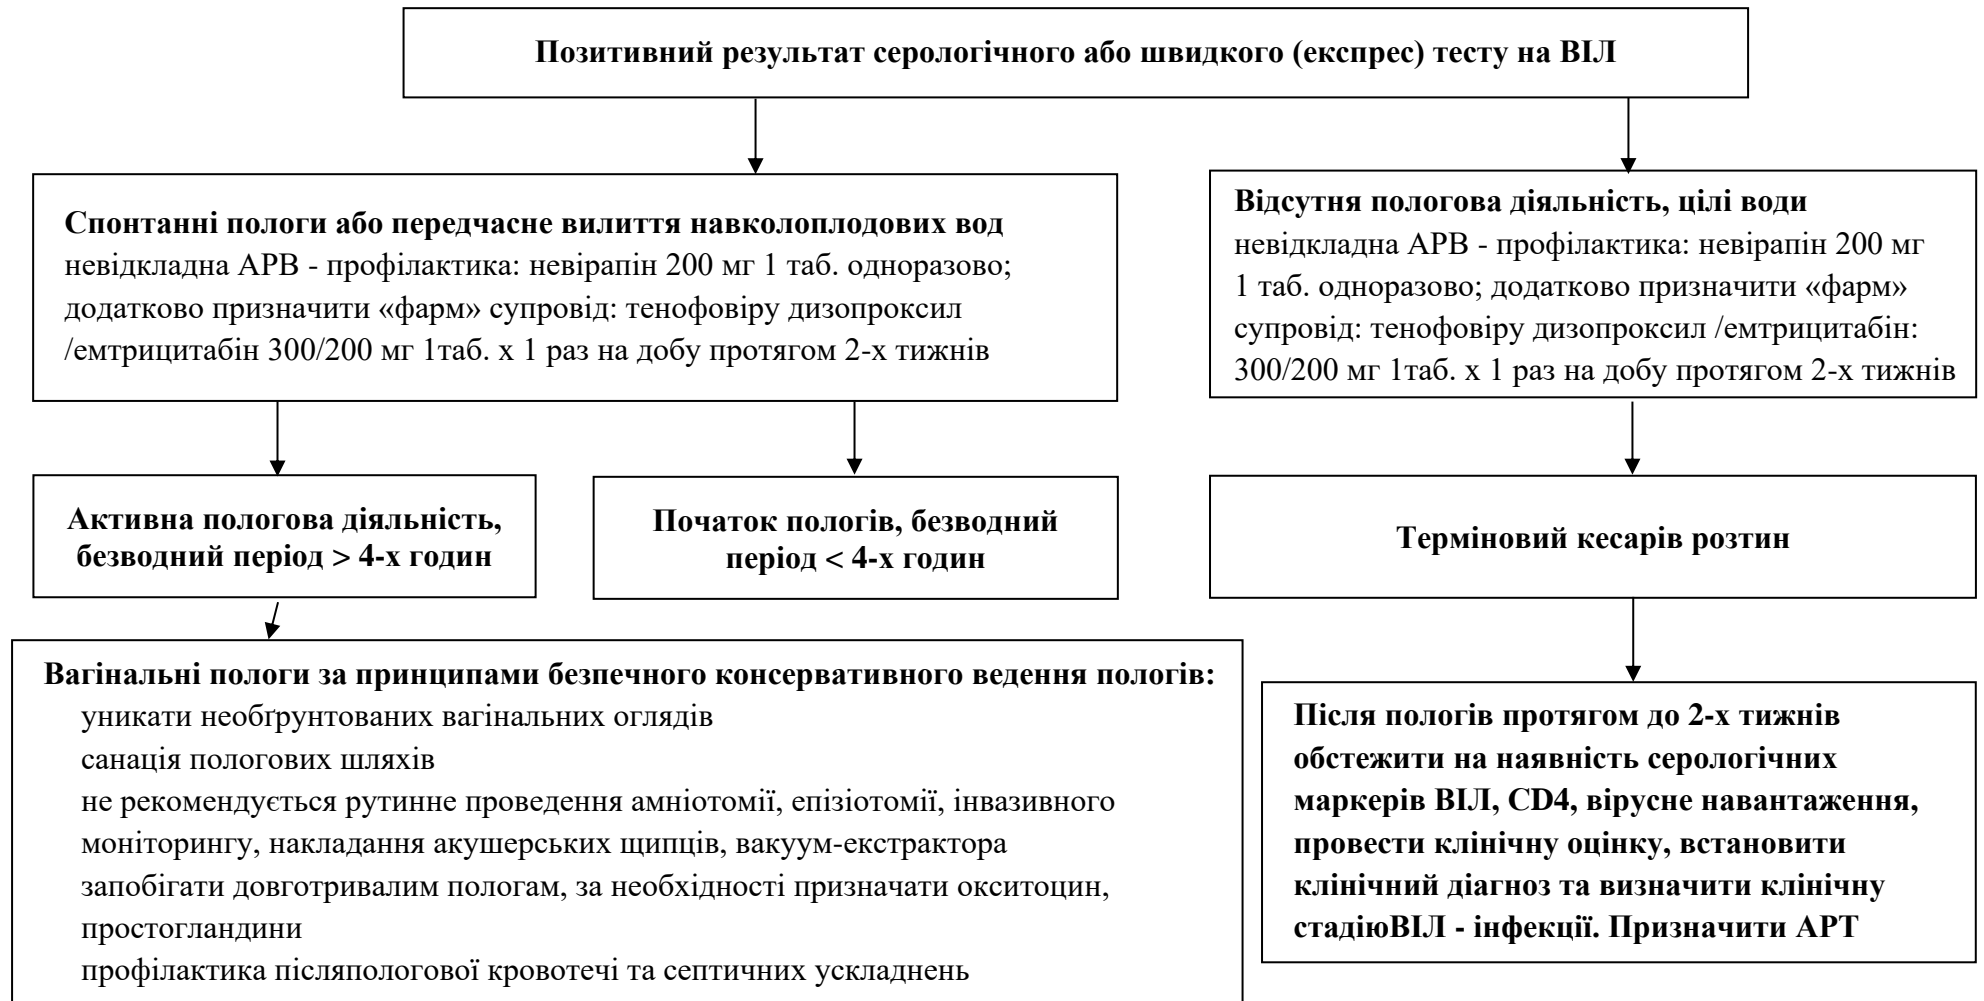 Позитивний результат серологічного або швидкого (експрес) тесту на ВІЛ
Спонтанні пологи або передчасне вилиття навколоплодових вод
невідкладна АРВ - профілактика: невірапін 200 мг 1 таб. одноразово;
додатково призначити «фарм» супровід: тенофовіру дизопроксил
/емтрицитабін 300/200 мг 1таб. х 1 раз на добу протягом 2-х тижнів
Відсутня пологова діяльність, цілі води
невідкладна АРВ - профілактика: невірапін 200 мг
1 таб. одноразово; додатково призначити «фарм»
супровід: тенофовіру дизопроксил /емтрицитабін:
300/200 мг 1таб. х 1 раз на добу протягом 2-х тижнів
Активна пологова діяльність,
безводний період > 4-х годин
Початок пологів, безводний
період < 4-х годин
Терміновий кесарів розтин
Вагінальні пологи за принципами безпечного консервативного ведення пологів:
уникати необґрунтованих вагінальних оглядів
санація пологових шляхів
не рекомендується рутинне проведення амніотомії, епізіотомії, інвазивного
моніторингу, накладання акушерських щипців, вакуум-екстрактора
запобігати довготривалим пологам, за необхідності призначати окситоцин,
простогландини
профілактика післяпологової кровотечі та септичних ускладнень
Після пологів протягом до 2-х тижнів
обстежити на наявність серологічних
маркерів ВІЛ, CD4, вірусне навантаження,
провести клінічну оцінку, встановити
клінічний діагноз та визначити клінічну
стадіюВІЛ - інфекції. Призначити АРТ